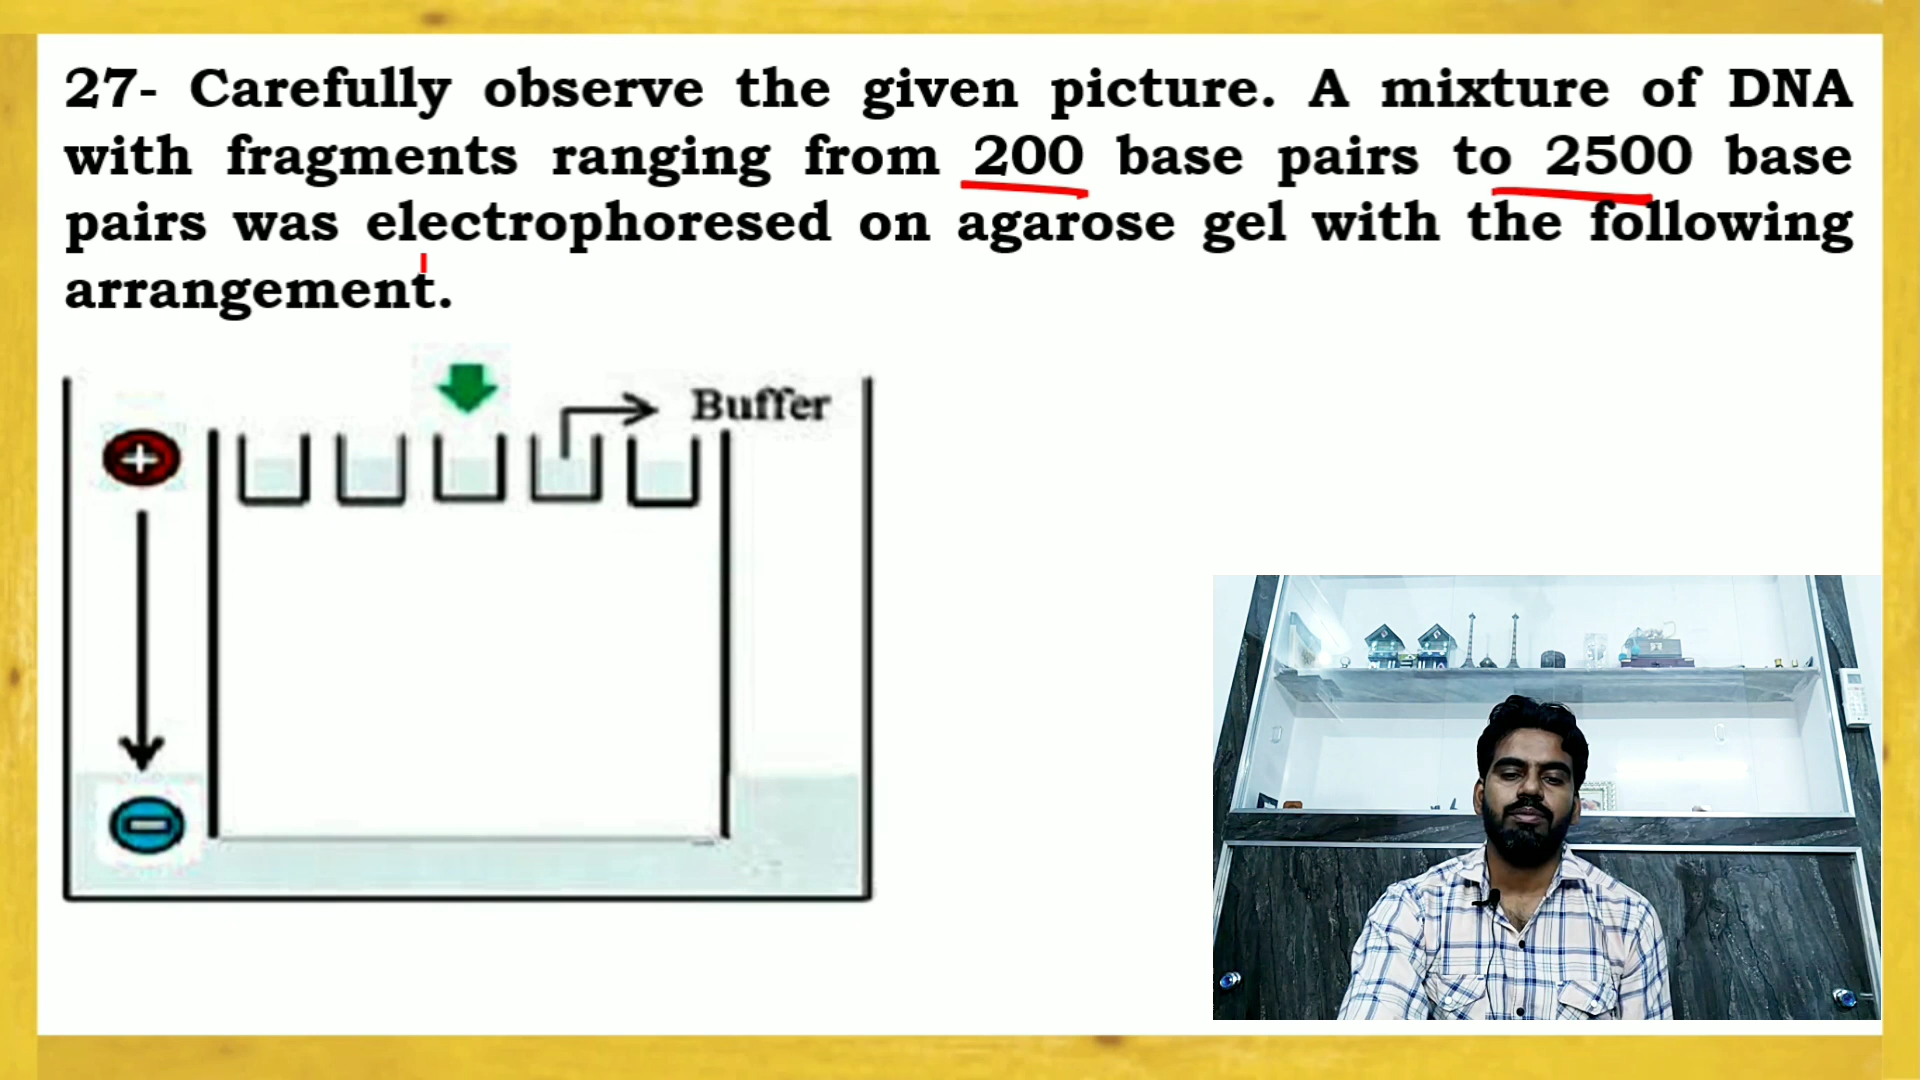 27- Carefully observe the given picture. A mixture of DNA
with fragments ranging from 200 base pairs to 2500 base
pairs was electrophoresed on agarose gel with the following
arrangement.
Buffer
+
-